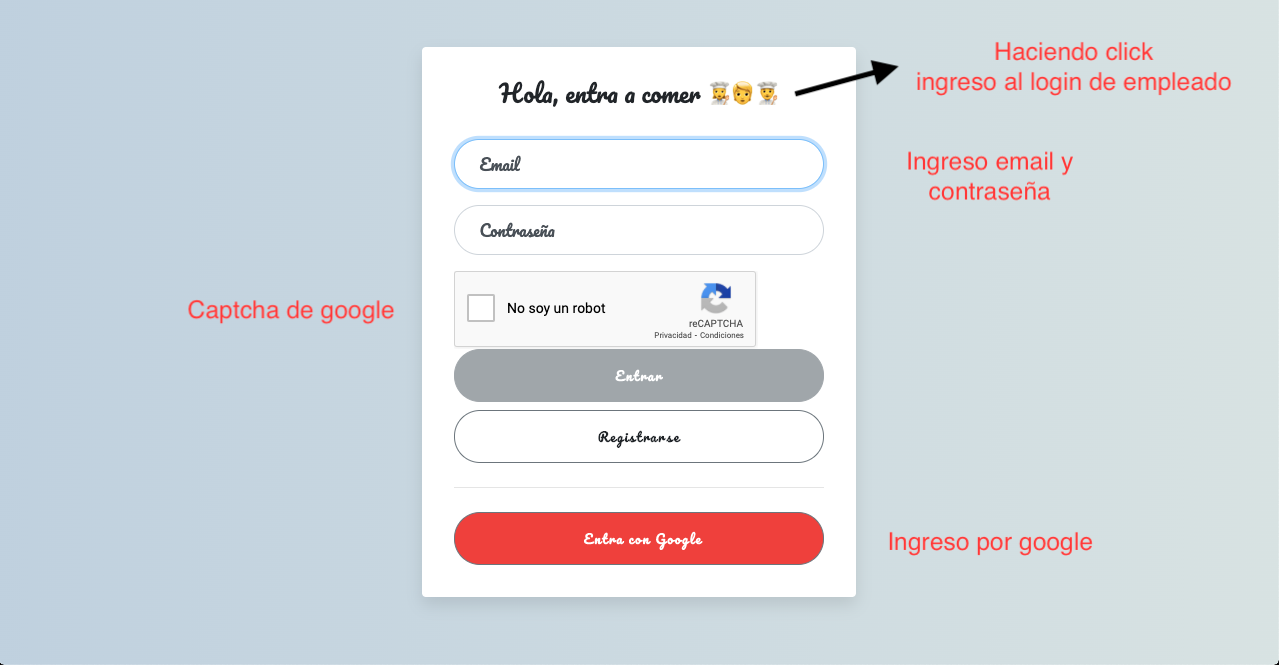 Haciendo click
ingreso al login de empleado
Hola, entra a comer 👩‍🍳👨👨‍🍳
Email
Ingreso email y
contraseña
Contraseña
Captcha de google
No soy un robot
reCAPTCHA
Privacidad - Condiciones
Entrar
Registrarse
Entra con Google
Ingreso por google